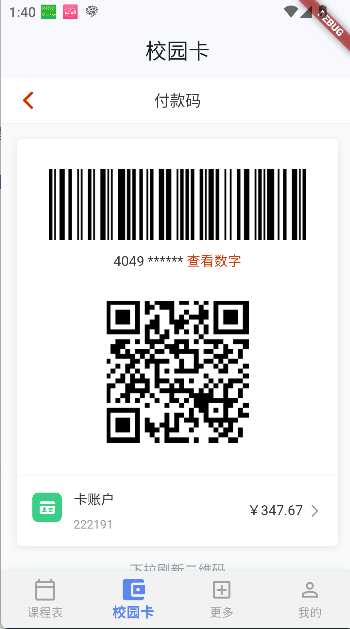 1:40
DEBUG
校园卡
付款码
4049 ****** 查看数字
卡账户
222191
￥347.67
下拉刷新二维码
课程表
校园卡
更多
我的